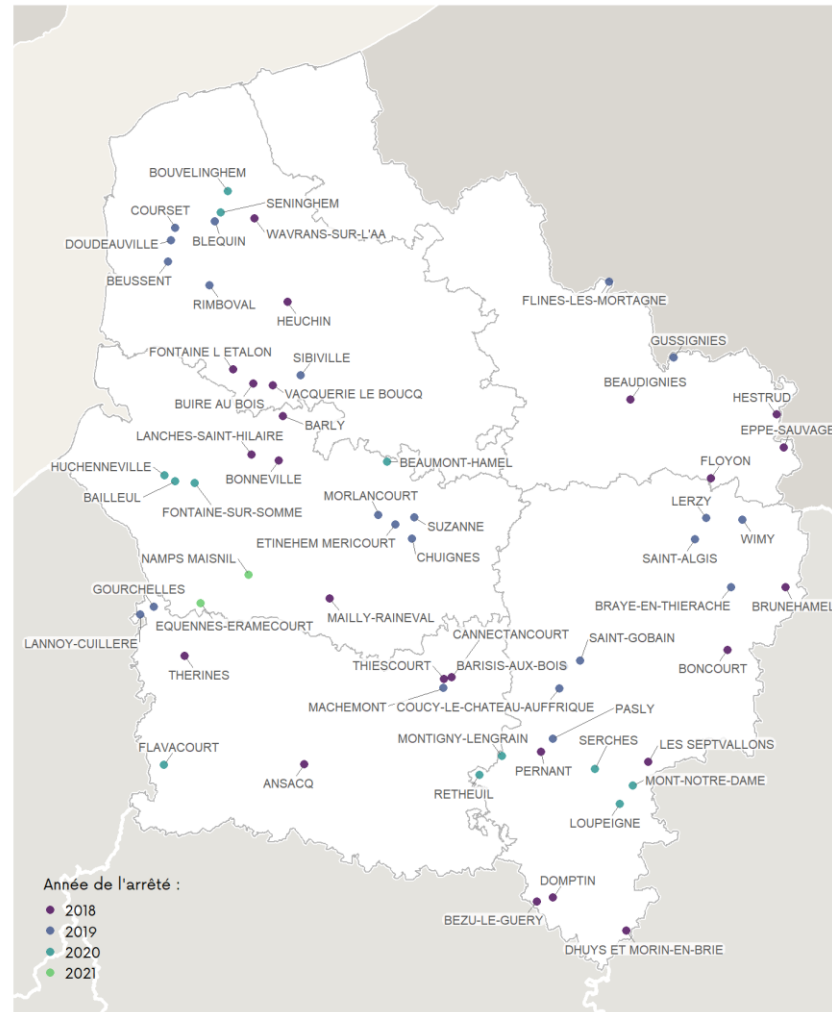 BOUVELINGHEM
SENINGHEM
COURSET
WAVRANS-SUR-L'AA
DOUDEAUVILLE
BLEQUIN
BEUSSENT
RIMBOVAL
FLINES-LES-MORTAGNE
HEUCHIN
GUSSIGNIES
FONTAINE L ETALON
SIBIVILLE
BEAUDIGNIES
BUIRE AU BOIS
VACQUERIE LE BOUCQ
HESTRUD
BARLY
EPPE-SAUVAGE
LANCHES-SAINT-HILAIRE
HUCHENNEVILLE
BEAUMONT-HAMEL
FLOYON
BONNEVILLE
BAILLEUL
MORLANCOURT
LERZY
FONTAINE-SUR-SOMME
SUZANNE
WIMY
ETINEHEM MERICOURT
SAINT-ALGIS
NAMPS MAISNIL
CHUIGNES
GOURCHELLES
BRAYE-EN-THIERACHE
BRUNEHAMEL
EQUENNES-ERAMECOURT
MAILLY-RAINEVAL
LANNOY-CUILLERE
CANNECTANCOURT
SAINT-GOBAIN
THIESCOURT
BARISIS-AUX-BOIS
BONCOURT
THERINES
MACHEMONT
COUCY-LE-CHATEAU-AUFFRIQUE
PASLY
MONTIGNY-LENGRAIN
SERCHES
FLAVACOURT
LES SEPTVALLONS
PERNANT
ANSACQ
MONT-NOTRE-DAME
RETHEUIL
LOUPEIGNE
Année de l'arrêté :
DOMPTIN
2018
BEZU-LE-GUERY
2019
DHUYS ET MORIN-EN-BRIE
2020
2021